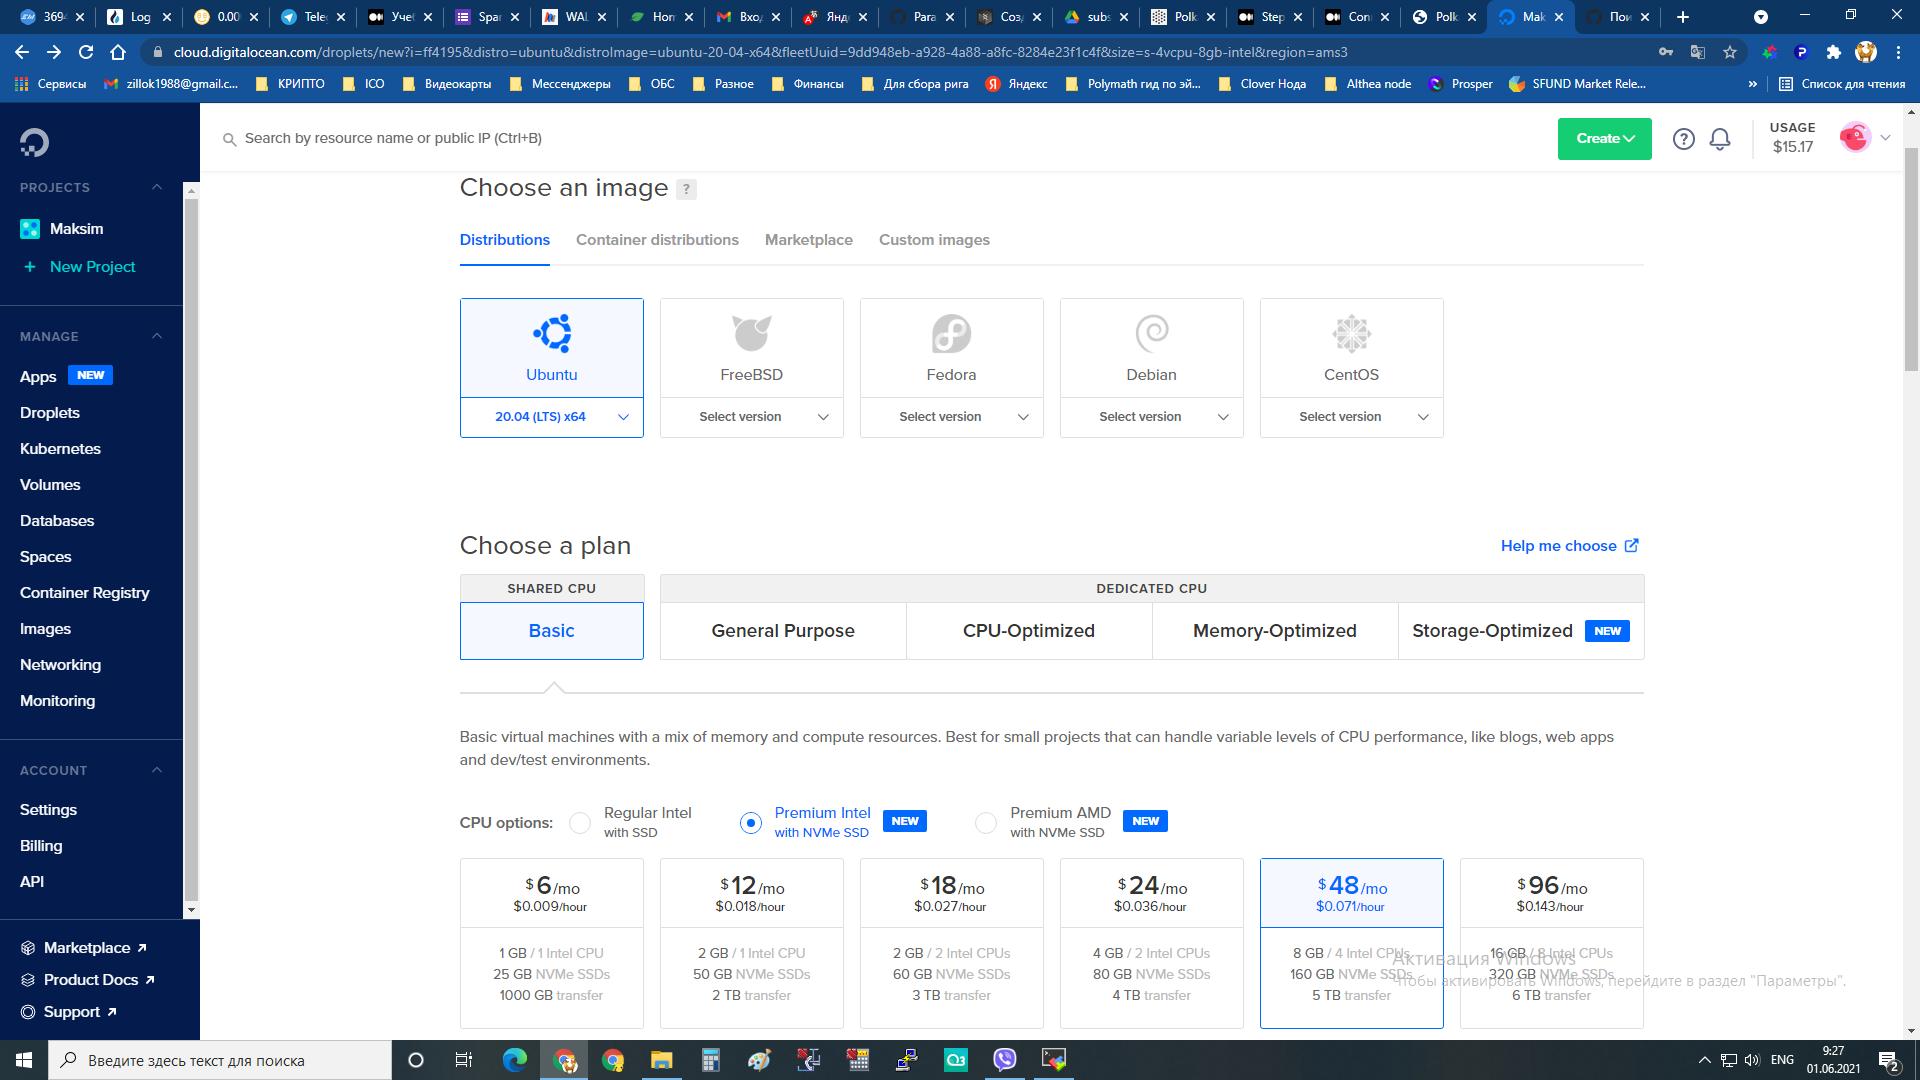 369
Log
0.00
Tele
Уче
Spar
WAL
Hon
Вхо
Янд
Para
Соз
subs
Polk
Step
Con
Polk
Mak
Пои
cloud.digitalocean.com/droplets/new?i=ff4195&distro=ubuntu&distroImage=ubuntu-20-04-x64&fleetUuid=9dd948eb-a928-4a88-a8fc-8284e23f1c4f&size=s-4vcpu-8gb-intel&region=ams3
Сервисы
zillok1988@gmail.c...
КРИПТО
ICO
Видеокарты
Мессенджеры
ОБС
Разное
Финансы
Для сбора рига
Яндекс
Polymath гид по эй...
Clover Нода
Althea node
Prosper
SFUND Market Rele...
»
Список для чтения
Search by resource name or public IP (Ctrl+B)
Create
?
USAGE
$15.17
PROJECTS
Maksim
+ New Project
MANAGE
Apps NEW
Droplets
Kubernetes
Volumes
Databases
Spaces
Container Registry
Images
Networking
Monitoring
ACCOUNT
Settings
Billing
API
Marketplace
Product Docs
Support
Choose an image ?
Distributions
Container distributions
Marketplace
Custom images
Ubuntu
20.04 (LTS) x64
FreeBSD
Select version
Fedora
Select version
Debian
Select version
CentOS
Select version
Choose a plan
Help me choose
SHARED CPU
DEDICATED CPU
Basic
General Purpose
CPU-Optimized
Memory-Optimized
Storage-Optimized NEW
Basic virtual machines with a mix of memory and compute resources. Best for small projects that can handle variable levels of CPU performance, like blogs, web apps
and dev/test environments.
CPU options:
Regular Intel
with SSD
Premium Intel
with NVMe SSD
NEW
Premium AMD
with NVMe SSD
NEW
$ 6/mo
$0.009/hour
1 GB / 1 Intel CPU
25 GB NVMe SSDs
1000 GB transfer
$ 12/mo
$0.018/hour
2 GB / 1 Intel CPU
50 GB NVMe SSDs
2 TB transfer
$ 18/mo
$0.027/hour
2 GB / 2 Intel CPUs
60 GB NVMe SSDs
3 TB transfer
$ 24/mo
$0.036/hour
4 GB / 2 Intel CPUs
80 GB NVMe SSDs
4 TB transfer
$ 48/mo
$0.071/hour
8 GB / 4 Intel CPUs
160 GB NVMe SSDs
5 TB transfer
$ 96/mo
$0.143/hour
16 GB / 8 Intel CPUs
320 GB NVMe SSDs
6 TB transfer
Активация Windows
Чтобы активировать Windows, перейдите в раздел "Параметры".
Введите здесь текст для поиска
ENG
9:27
01.06.2021
2